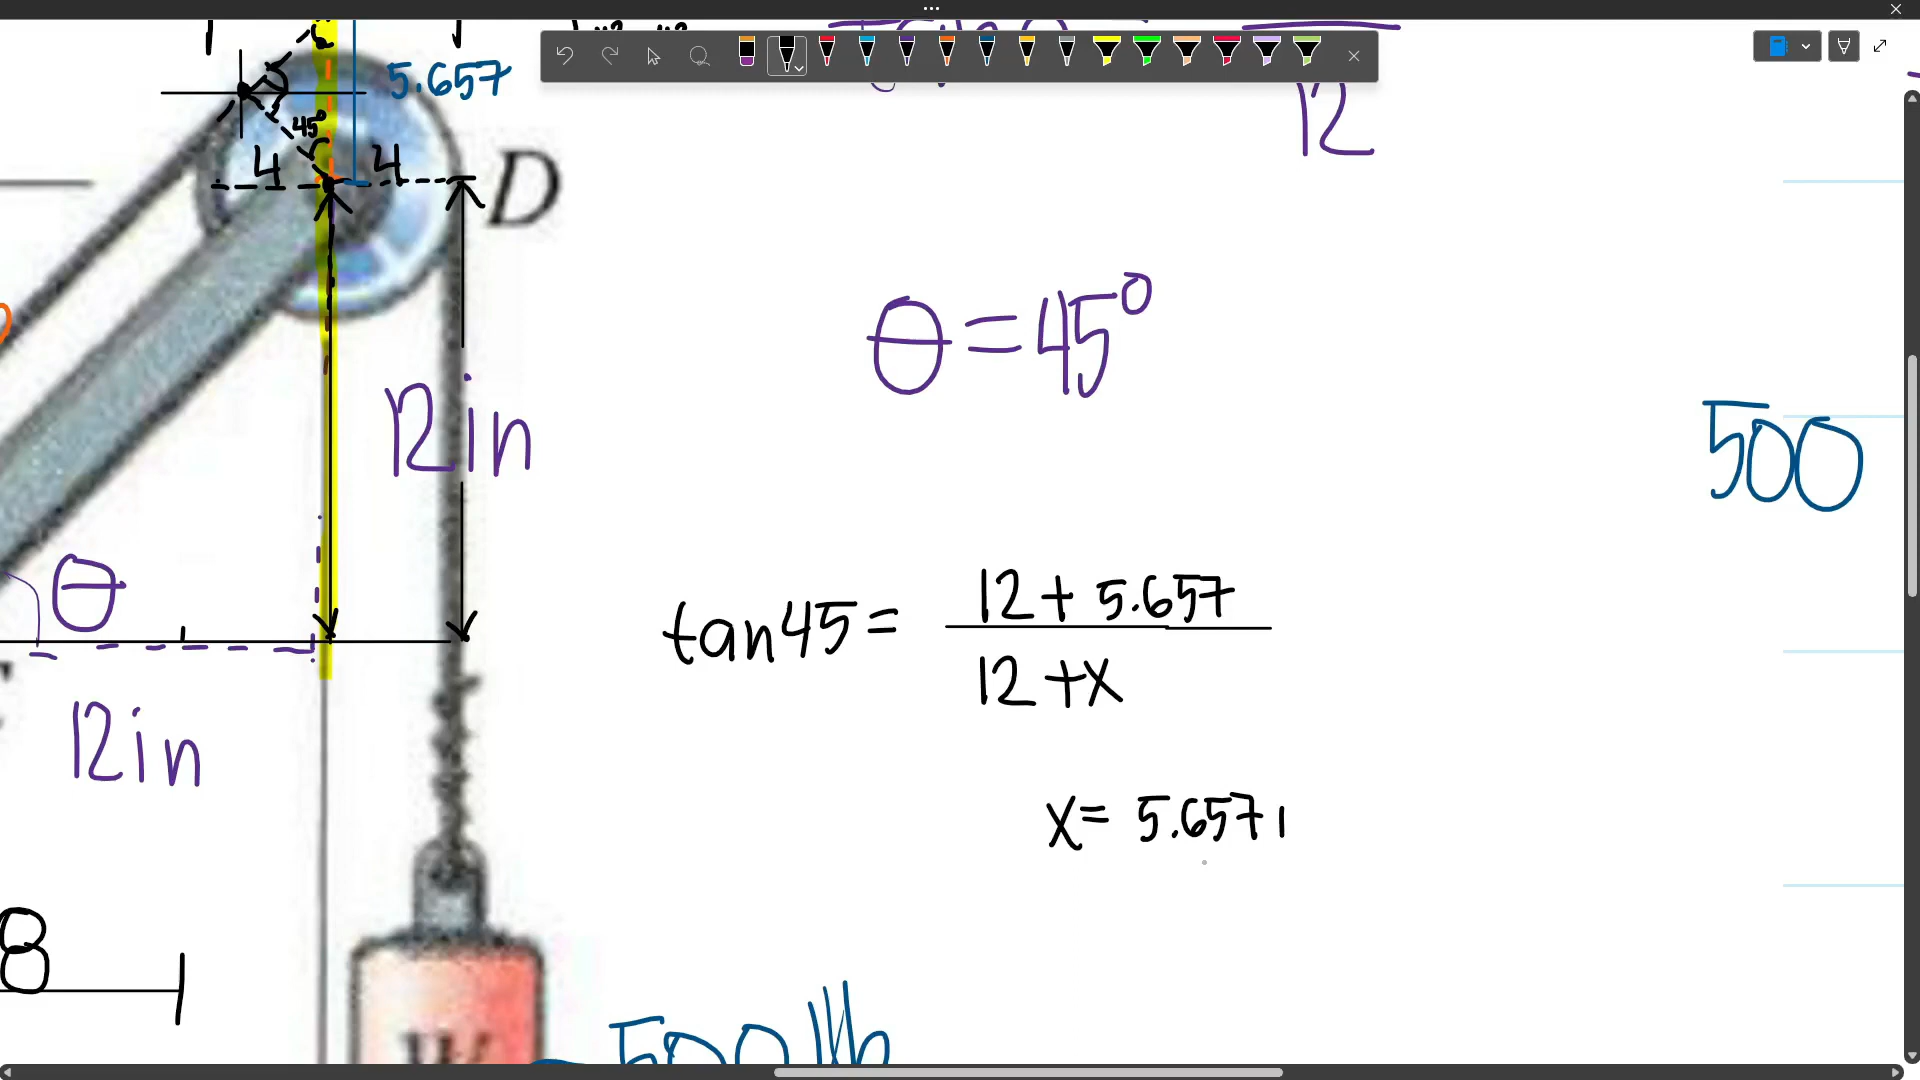 5.657
12
45°
4 4
D
θ = 45°
12in
500
θ
tan45 = 12 + 5.657
12 + x
12in
x = 5.657 1
8
W
500 lb